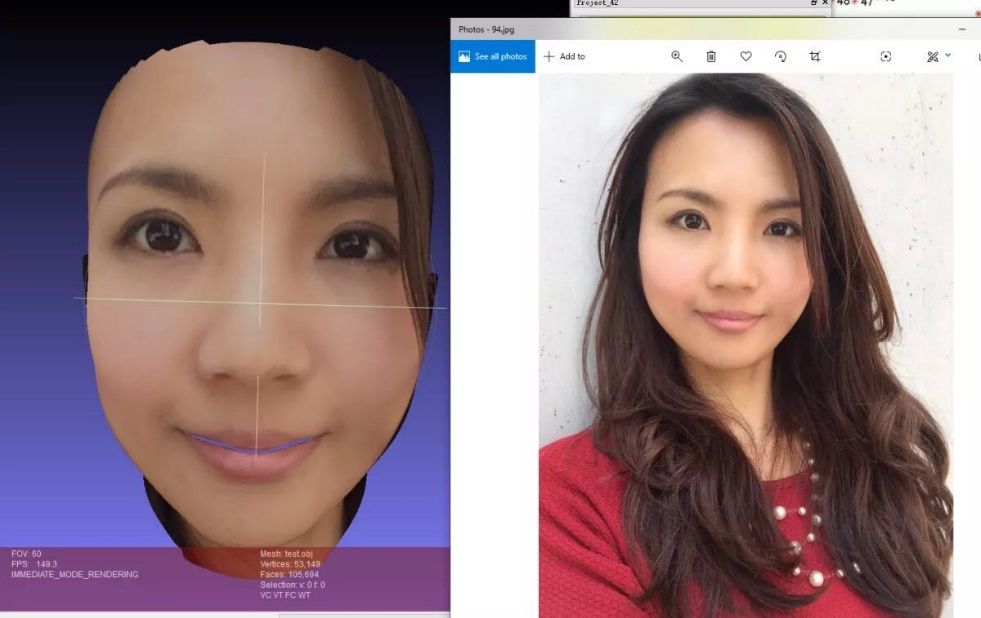 Project_42
Photos - 94.jpg
See all photos
Add to
FOV: 60
FPS: 149.3
IMMEDIATE_MODE_RENDERING
Mesh: test.obj
Vertices: 53,149
Faces: 105,694
Selection: v: 0 f: 0
VC VT FC WT